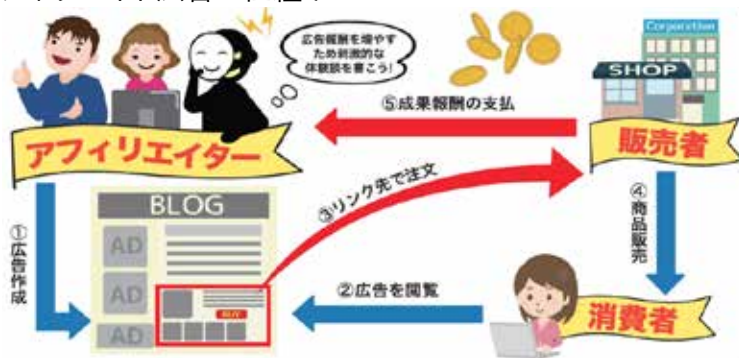 広告報酬を増やす
ため刺激的な
体験談を書こう!
Corporation
SHOP
⑤成果報酬の支払
アフィリエイター
販売者
①広告作成
BLOG
AD
AD
AD
BUY
③リンク先で注文
④商品販売
②広告を閲覧
消費者